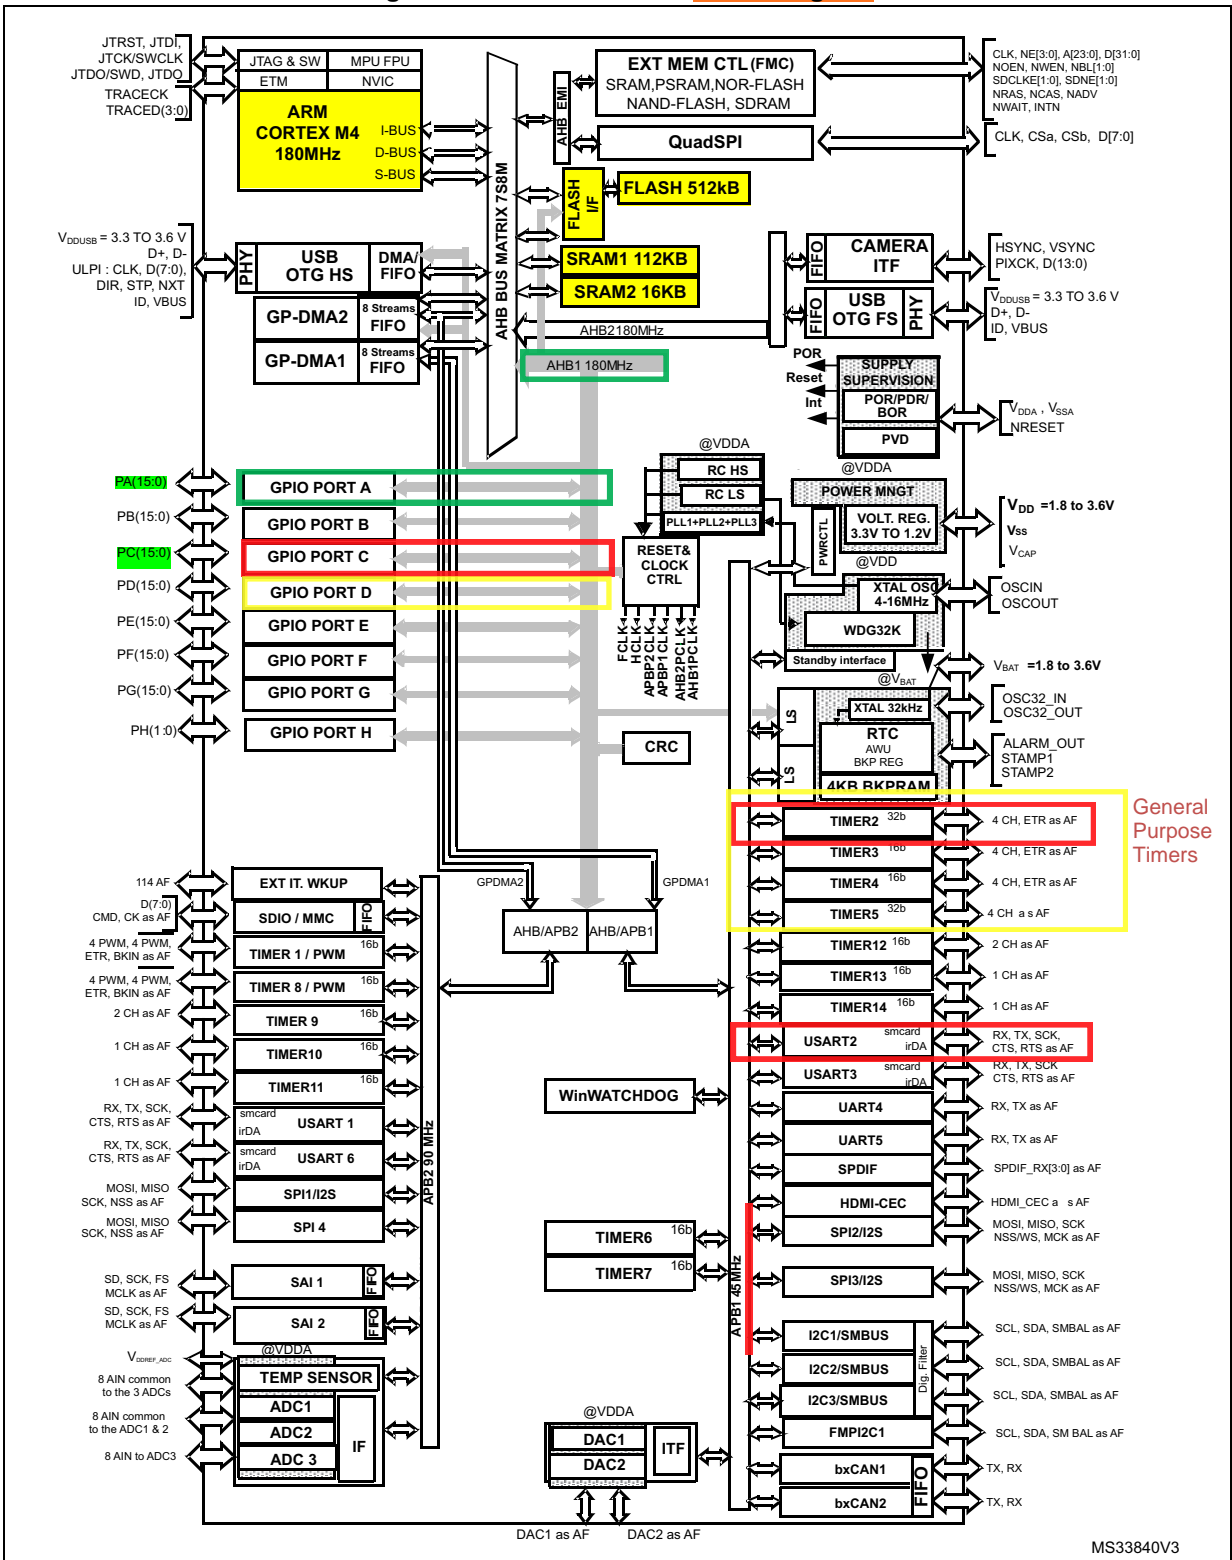 JTRST, JTDI,
JTCK/SWCLK
JTDO/SWD, JTDO
TRACECK
TRACED(3:0)
JTAG & SW
MPU FPU
ETM
NVIC
ARM
CORTEX M4
180MHz
I-BUS
D-BUS
S-BUS
AHB BUS MATRIX 7S8M
AHB EMI
EXT MEM CTL (FMC)
SRAM,PSRAM,NOR-FLASH
NAND-FLASH, SDRAM
QuadSPI
CLK, NE[3:0], A[23:0], D[31:0]
NOEN, NWEN, NBL[1:0]
SDCLKE[1:0], SDNE[1:0]
NRAS, NCAS, NADV
NWAIT, INTN
CLK, CSa, CSb, D[7:0]
FLASH I/F
FLASH 512kB
SRAM1 112KB
SRAM2 16KB
VDDUSB = 3.3 TO 3.6 V
D+, D-
ULPI : CLK, D(7:0),
DIR, STP, NXT
ID, VBUS
PHY
USB
OTG HS
DMA/
FIFO
GP-DMA2
8 Streams
FIFO
GP-DMA1
8 Streams
FIFO
AHB2180MHz
AHB1 180MHz
FIFO
CAMERA
ITF
HSYNC, VSYNC
PIXCK, D(13:0)
FIFO
USB
OTG FS
PHY
VDDUSB = 3.3 TO 3.6 V
D+, D-
ID, VBUS
POR
Reset
Int
SUPPLY
SUPERVISION
POR/PDR/
BOR
PVD
VDDA , VSSA
NRESET
@VDDA
RC HS
RC LS
PLL1+PLL2+PLL3
@VDDA
POWER MNGT
VOLT. REG.
3.3V TO 1.2V
PWRCTL
VDD =1.8 to 3.6V
Vss
VCAP
@VDD
RESET&
CLOCK
CTRL
FCLK
HCLK
APBP2CLK
APBP1CLK
AHB2PCLK
AHB1PCLK
XTAL OSC
4-16MHz
WDG32K
Standby interface
OSCIN
OSCOUT
@VBAT
VBAT =1.8 to 3.6V
PA(15:0)
GPIO PORT A
PB(15:0)
GPIO PORT B
PC(15:0)
GPIO PORT C
PD(15:0)
GPIO PORT D
PE(15:0)
GPIO PORT E
PF(15:0)
GPIO PORT F
PG(15:0)
GPIO PORT G
PH(1:0)
GPIO PORT H
CRC
LS
LS
XTAL 32kHz
RTC
AWU
BKP REG
4KB BKPRAM
OSC32_IN
OSC32_OUT
ALARM_OUT
STAMP1
STAMP2
General
Purpose
Timers
TIMER2 32b
4 CH, ETR as AF
TIMER3 16b
4 CH, ETR as AF
TIMER4 16b
4 CH, ETR as AF
TIMER5 32b
4 CH a s AF
TIMER12 16b
2 CH as AF
TIMER13 16b
1 CH as AF
TIMER14 16b
1 CH as AF
USART2 smcard
irDA
RX, TX, SCK,
CTS, RTS as AF
USART3 smcard
irDA
RX, TX, SCK
CTS, RTS as AF
UART4
RX, TX as AF
UART5
RX, TX as AF
SPDIF
SPDIF_RX[3:0] as AF
HDMI-CEC
HDMI_CEC a s AF
SPI2/I2S
MOSI, MISO, SCK
NSS/WS, MCK as AF
SPI3/I2S
MOSI, MISO, SCK
NSS/WS, MCK as AF
I2C1/SMBUS
SCL, SDA, SMBAL as AF
I2C2/SMBUS
SCL, SDA, SMBAL as AF
I2C3/SMBUS
SCL, SDA, SMBAL as AF
Dig. Filter
FMPI2C1
SCL, SDA, SM BAL as AF
bxCAN1
TX, RX
bxCAN2
TX, RX
FIFO
GPDMA2
GPDMA1
AHB/APB2
AHB/APB1
114 AF
EXT IT. WKUP
D(7:0)
CMD, CK as AF
SDIO / MMC
FIFO
4 PWM, 4 PWM,
ETR, BKIN as AF
TIMER 1 / PWM 16b
4 PWM, 4 PWM,
ETR, BKIN as AF
TIMER 8 / PWM 16b
2 CH as AF
TIMER 9 16b
1 CH as AF
TIMER10 16b
1 CH as AF
TIMER11 16b
RX, TX, SCK,
CTS, RTS as AF
smcard
irDA
USART 1
RX, TX, SCK,
CTS, RTS as AF
smcard
irDA
USART 6
MOSI, MISO
SCK, NSS as AF
SPI1/I2S
MOSI, MISO
SCK, NSS as AF
SPI 4
SD, SCK, FS
MCLK as AF
SAI 1
FIFO
SD, SCK, FS
MCLK as AF
SAI 2
FIFO
APB2 90 MHz
WinWATCHDOG
TIMER6 16b
TIMER7 16b
APB1 45 MHz
@VDDA
VDDREF_ADC
TEMP SENSOR
8 AIN common
to the 3 ADCs
ADC1
8 AIN common
to the ADC1 & 2
ADC2
8 AIN to ADC3
ADC 3
IF
@VDDA
DAC1
DAC2
ITF
DAC1 as AF
DAC2 as AF
MS33840V3